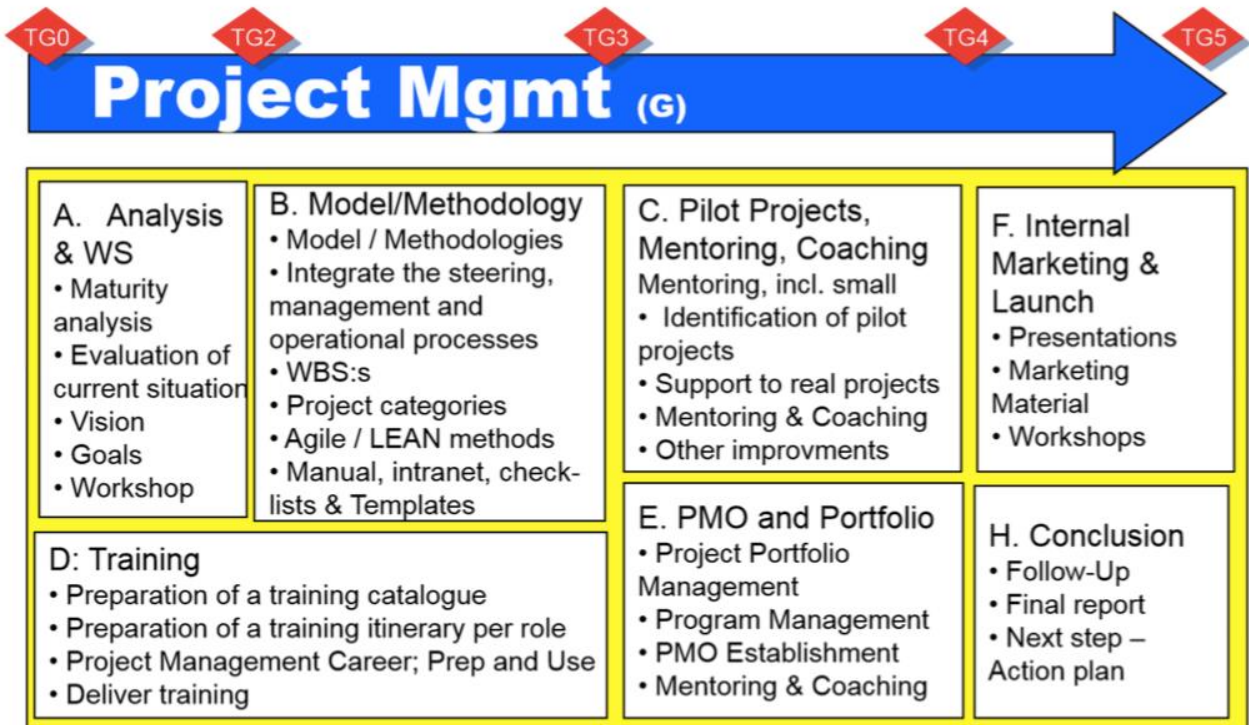 TG0
TG2
TG3
TG4
TG5
Project Mgmt (G)
A. Analysis
& WS
• Maturity
analysis
• Evaluation of
current situation
• Vision
• Goals
• Workshop
B. Model/Methodology
• Model / Methodologies
• Integrate the steering,
management and
operational processes
• WBS:s
• Project categories
• Agile / LEAN methods
• Manual, intranet, check-
lists & Templates
C. Pilot Projects,
Mentoring, Coaching
Mentoring, incl. small
• Identification of pilot
projects
• Support to real projects
• Mentoring & Coaching
• Other improvments
F. Internal
Marketing &
Launch
• Presentations
• Marketing
Material
• Workshops
D: Training
• Preparation of a training catalogue
• Preparation of a training itinerary per role
• Project Management Career; Prep and Use
• Deliver training
E. PMO and Portfolio
• Project Portfolio
Management
• Program Management
• PMO Establishment
• Mentoring & Coaching
H. Conclusion
• Follow-Up
• Final report
• Next step –
Action plan